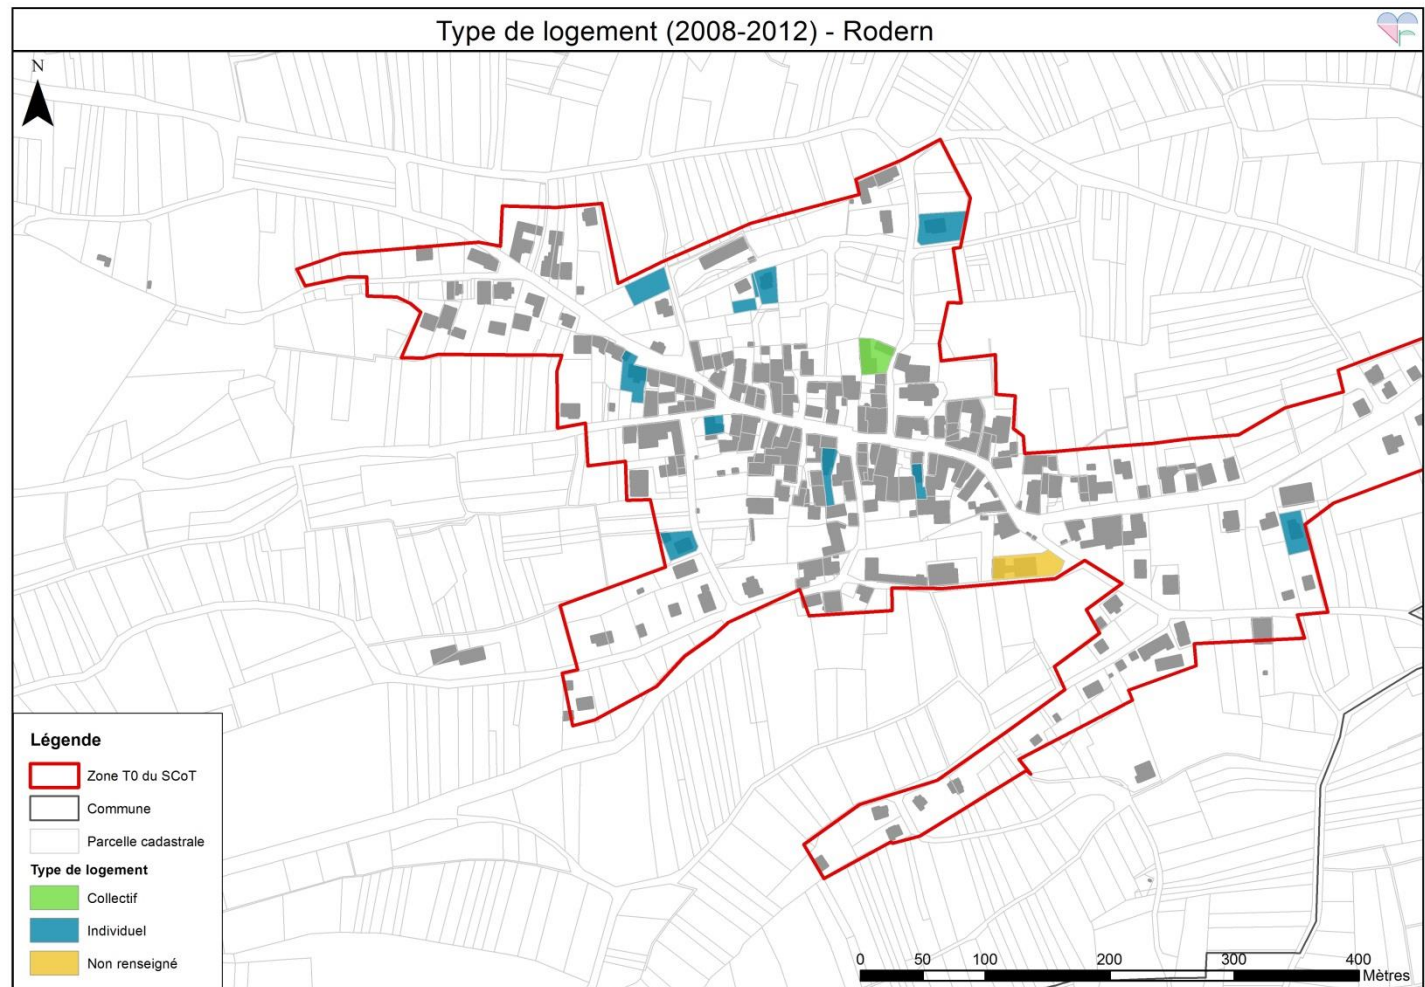 Type de logement (2008-2012) - Rodern
N
Légende
Zone T0 du SCoT
Commune
Parcelle cadastrale
Type de logement
Collectif
Individuel
Non renseigné
0 50 100 200 300 400
Mètres